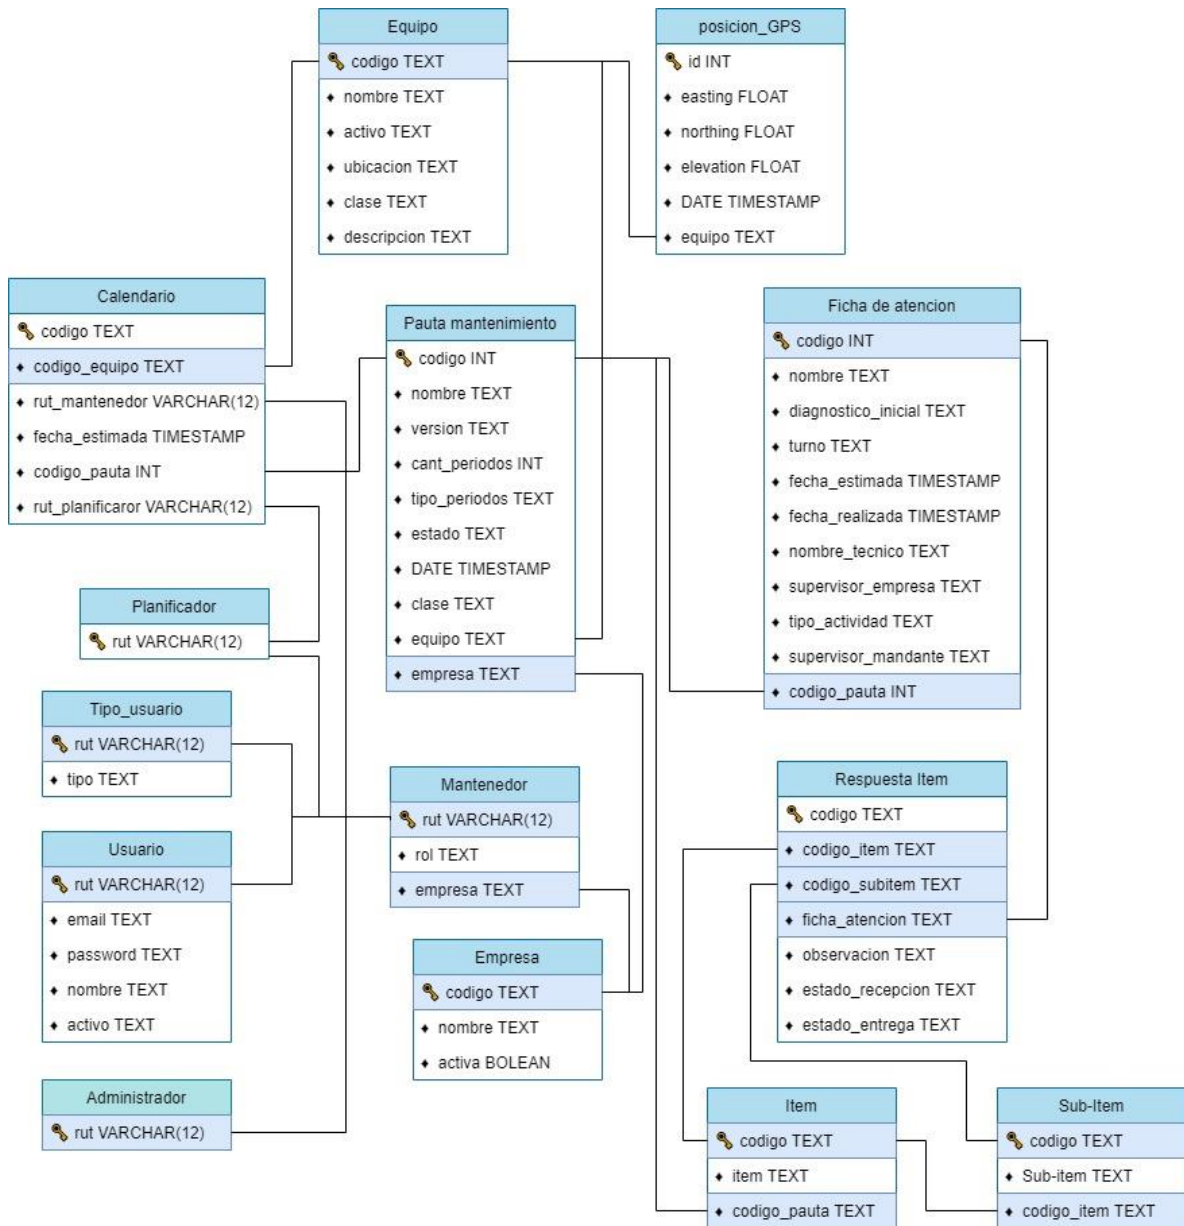 Equipo
codigo TEXT
nombre TEXT
activo TEXT
ubicacion TEXT
clase TEXT
descripcion TEXT
posicion_GPS
id INT
easting FLOAT
northing FLOAT
elevation FLOAT
DATE TIMESTAMP
equipo TEXT
Calendario
codigo TEXT
codigo_equipo TEXT
rut_mantenedor VARCHAR(12)
fecha_estimada TIMESTAMP
codigo_pauta INT
rut_planificaror VARCHAR(12)
Pauta mantenimiento
codigo INT
nombre TEXT
version TEXT
cant_periodos INT
tipo_periodos TEXT
estado TEXT
DATE TIMESTAMP
clase TEXT
equipo TEXT
empresa TEXT
Ficha de atencion
codigo INT
nombre TEXT
diagnostico_inicial TEXT
turno TEXT
fecha_estimada TIMESTAMP
fecha_realizada TIMESTAMP
nombre_tecnico TEXT
supervisor_empresa TEXT
tipo_actividad TEXT
supervisor_mandante TEXT
codigo_pauta INT
Planificador
rut VARCHAR(12)
Tipo_usuario
rut VARCHAR(12)
tipo TEXT
Mantenedor
rut VARCHAR(12)
rol TEXT
empresa TEXT
Respuesta Item
codigo TEXT
codigo_item TEXT
codigo_subitem TEXT
ficha_atencion TEXT
observacion TEXT
estado_recepcion TEXT
estado_entrega TEXT
Usuario
rut VARCHAR(12)
email TEXT
password TEXT
nombre TEXT
activo TEXT
Empresa
codigo TEXT
nombre TEXT
activa BOLEAN
Administrador
rut VARCHAR(12)
Item
codigo TEXT
item TEXT
codigo_pauta TEXT
Sub-Item
codigo TEXT
Sub-item TEXT
codigo_item TEXT